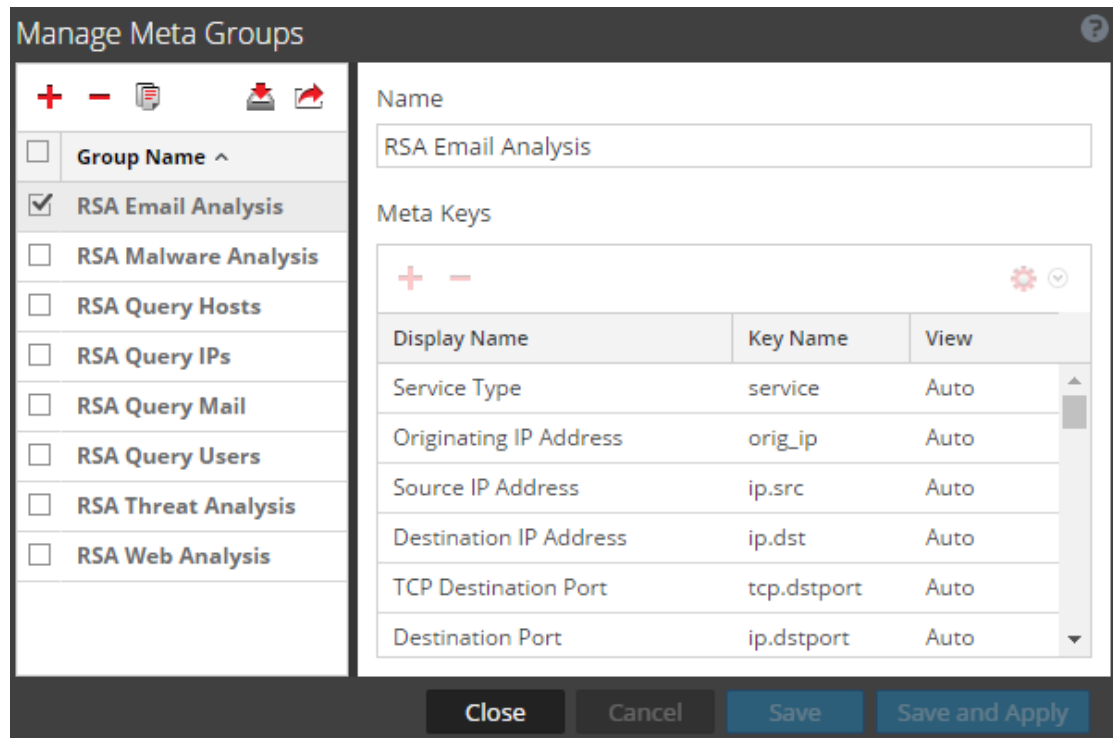 Manage Meta Groups
?
Group Name
RSA Email Analysis
RSA Malware Analysis
RSA Query Hosts
RSA Query IPs
RSA Query Mail
RSA Query Users
RSA Threat Analysis
RSA Web Analysis
Name
RSA Email Analysis
Meta Keys
Display Name Key Name View
Service Type service Auto
Originating IP Address orig_ip Auto
Source IP Address ip.src Auto
Destination IP Address ip.dst Auto
TCP Destination Port tcp.dstport Auto
Destination Port ip.dstport Auto
Close Cancel Save Save and Apply